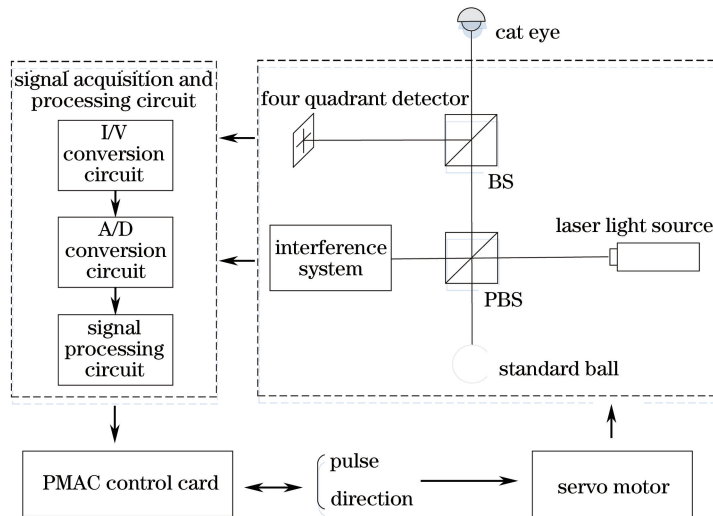 cat eye
signal acquisition and
processing circuit
four quadrant detector
I/V
conversion
circuit
BS
A/D
conversion
circuit
laser light source
interference
system
PBS
signal
processing
circuit
standard ball
PMAC control card
pulse
direction
servo motor